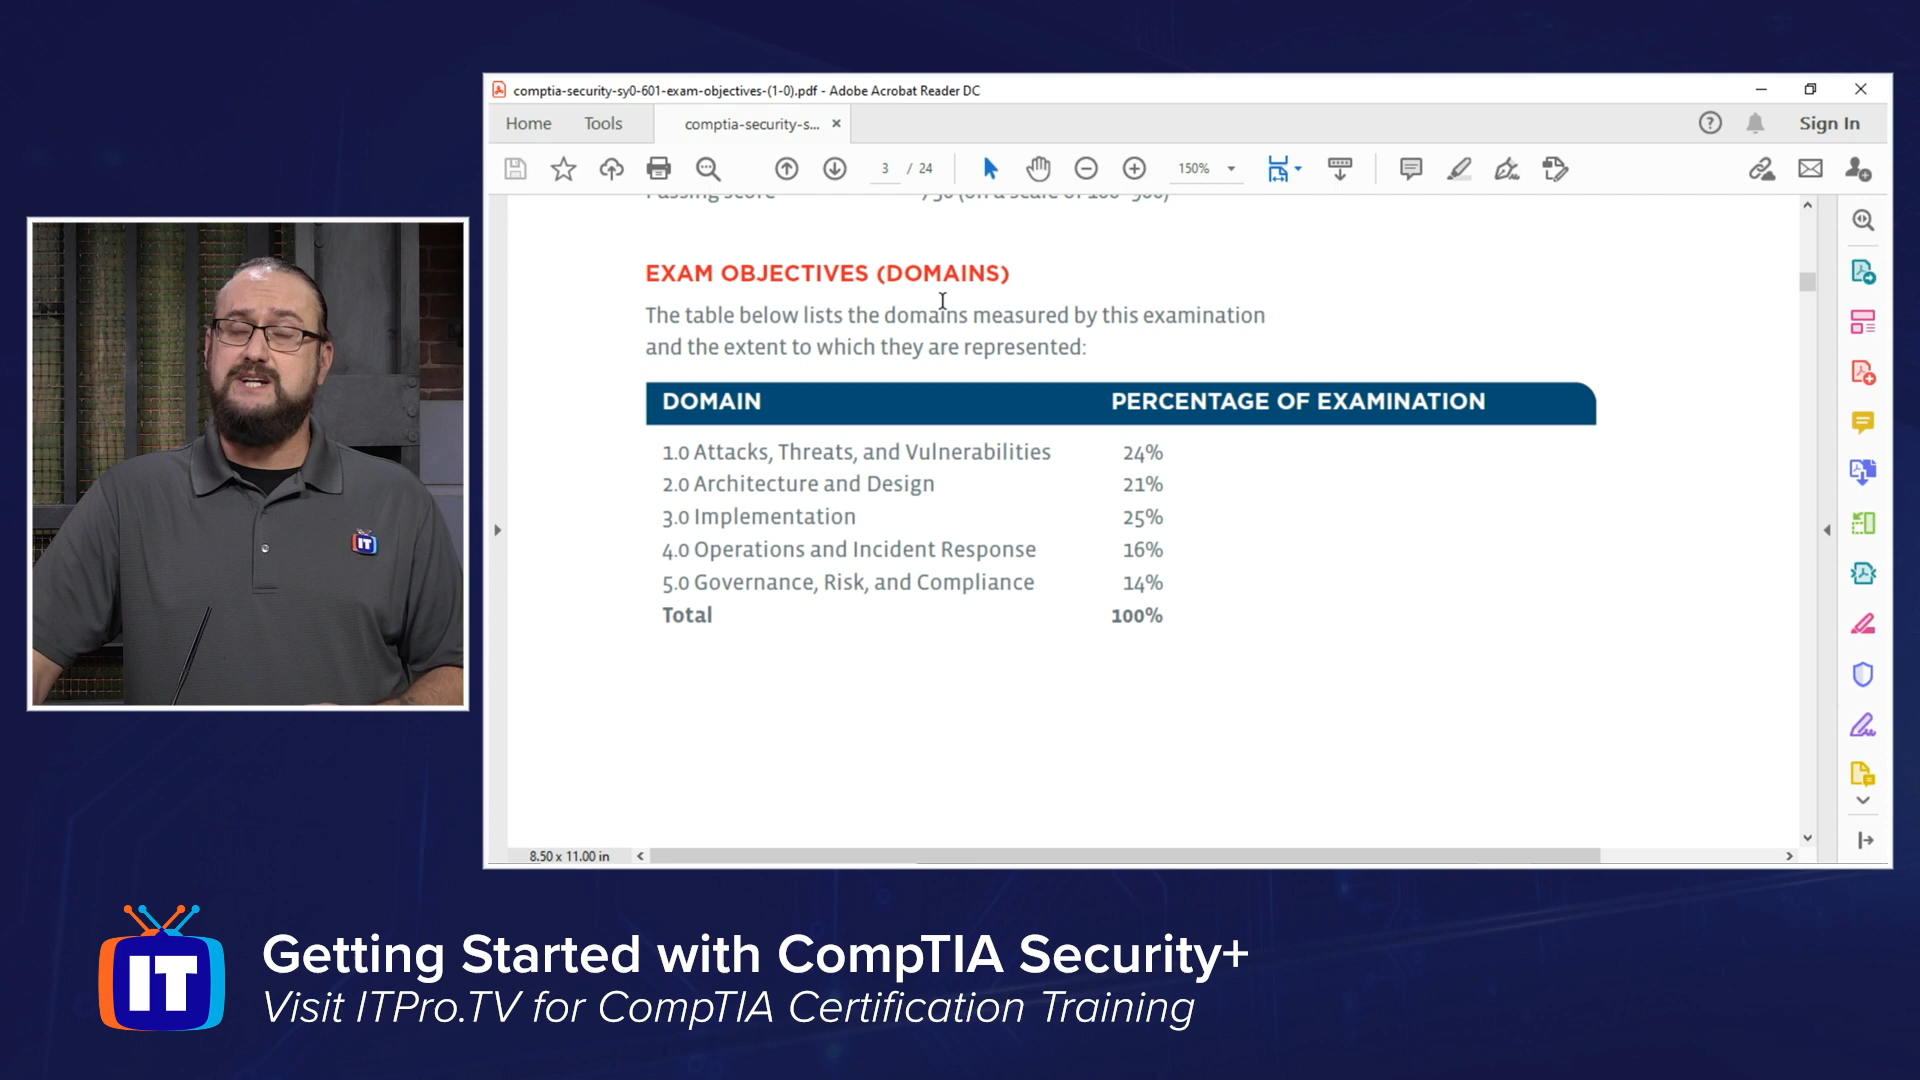 comptia-security-sy0-601-exam-objectives-(1-0).pdf - Adobe Acrobat Reader DC
Home Tools comptia-security-s... × Sign In
3 / 24 150%
EXAM OBJECTIVES (DOMAINS)
The table below lists the domains measured by this examination
and the extent to which they are represented:
DOMAIN PERCENTAGE OF EXAMINATION
1.0 Attacks, Threats, and Vulnerabilities 24%
2.0 Architecture and Design 21%
3.0 Implementation 25%
4.0 Operations and Incident Response 16%
5.0 Governance, Risk, and Compliance 14%
Total 100%
8.50 x 11.00 in
IT
IT
Getting Started with CompTIA Security+
Visit ITPro.TV for CompTIA Certification Training